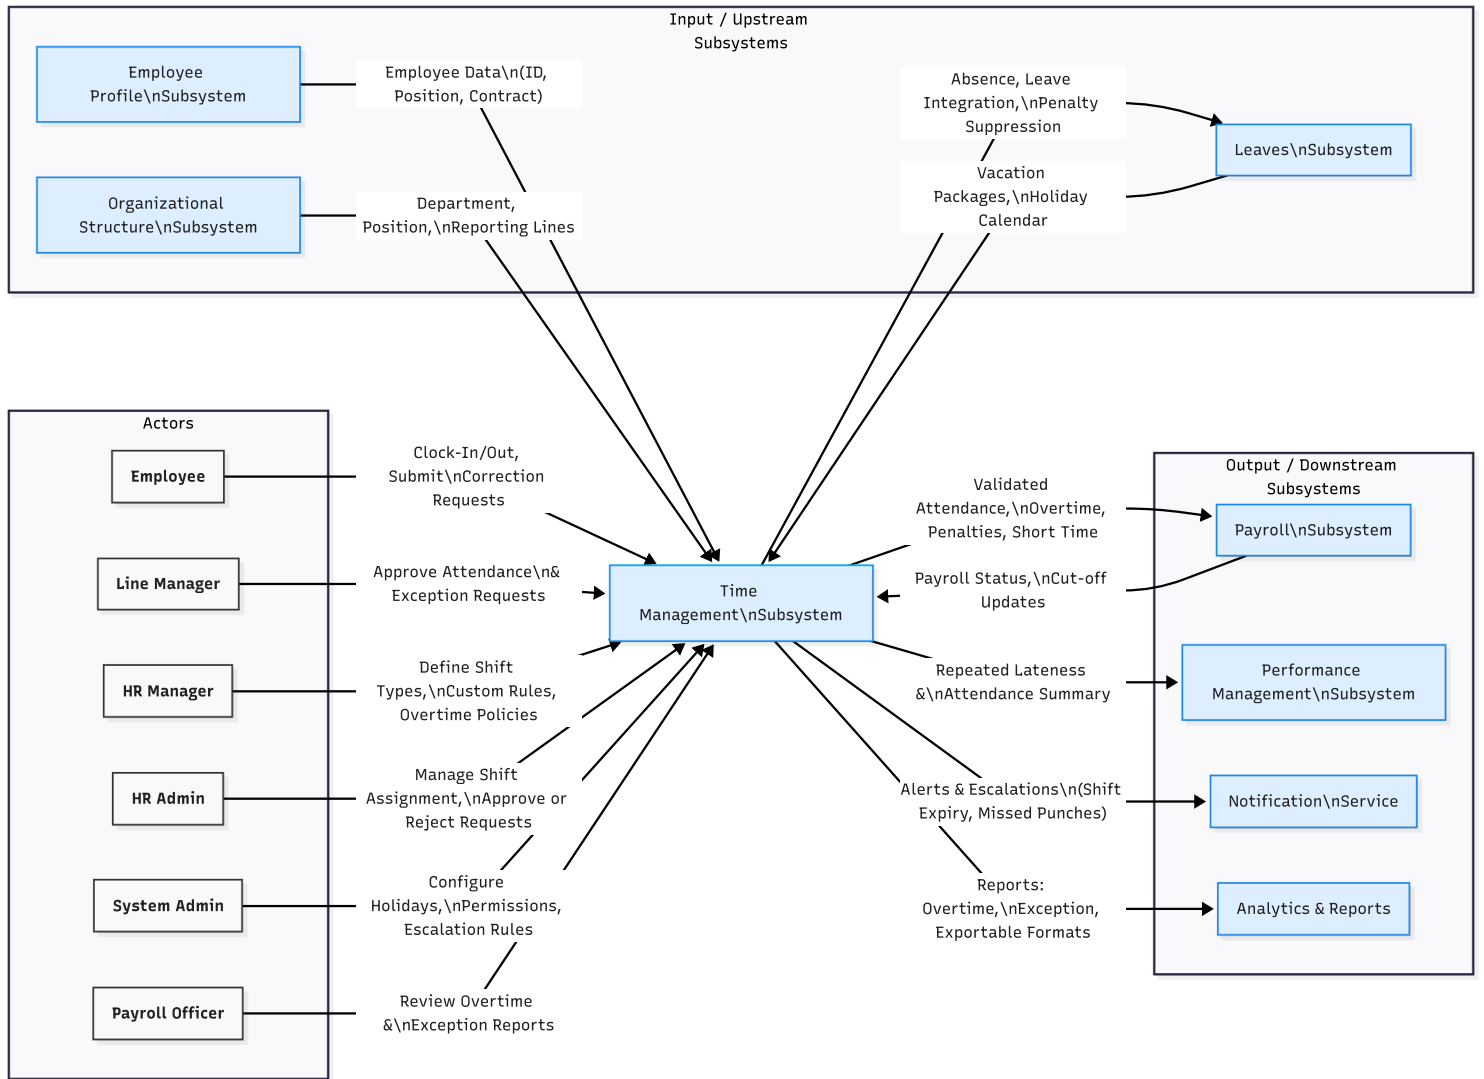 Input / Upstream
Subsystems
Employee
Profile\nSubsystem
Employee Data\n(ID,
Position, Contract)
Organizational
Structure\nSubsystem
Department,
Position,\nReporting Lines
Absence, Leave
Integration,\nPenalty
Suppression
Vacation
Packages,\nHoliday
Calendar
Leaves\nSubsystem
Actors
Employee
Clock-In/Out,
Submit\nCorrection
Requests
Line Manager
Approve Attendance\n&
Exception Requests
HR Manager
Define Shift
Types,\nCustom Rules,
Overtime Policies
HR Admin
Manage Shift
Assignment,\nApprove or
Reject Requests
System Admin
Configure
Holidays,\nPermissions,
Escalation Rules
Payroll Officer
Review Overtime
&\nException Reports
Time
Management\nSubsystem
Validated
Attendance,\nOvertime,
Penalties, Short Time
Payroll Status,\nCut-off
Updates
Repeated Lateness
&\nAttendance Summary
Alerts & Escalations\n(Shift
Expiry, Missed Punches)
Reports:
Overtime,\nException,
Exportable Formats
Output / Downstream
Subsystems
Payroll\nSubsystem
Performance
Management\nSubsystem
Notification\nService
Analytics & Reports